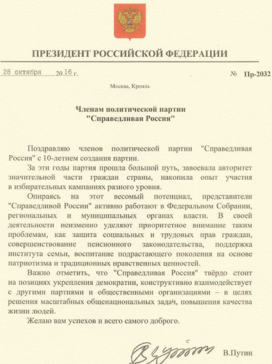 ПРЕЗИДЕНТ РОССИЙСКОЙ ФЕДЕРАЦИИ
28 октября 2016 г.
№ Пр-2032
Москва, Кремль
Членам политической партии
"Справедливая Россия"
Поздравляю членов политической партии "Справедливая
Россия" с 10-летием создания партии.
За эти годы партия прошла большой путь, завоевала авторитет
значительной части граждан страны, накопила опыт участия
в избирательных кампаниях разного уровня.
Опираясь на этот весомый потенциал, представители
"Справедливой России" активно работают в Федеральном Собрании,
региональных и муниципальных органах власти. В своей
деятельности неизменно уделяют приоритетное внимание таким
проблемам, как защита социальных и трудовых прав граждан,
совершенствование пенсионного законодательства, поддержка
института семьи, воспитание подрастающего поколения на основе
патриотизма и традиционных нравственных ценностей.
Важно отметить, что "Справедливая Россия" твёрдо стоит
на позициях укрепления демократии, конструктивно взаимодействует
с другими партиями и общественными организациями – в целях
решения масштабных общенациональных задач, повышения качества
жизни людей.
Желаю вам успехов и всего самого доброго.
В.Путин